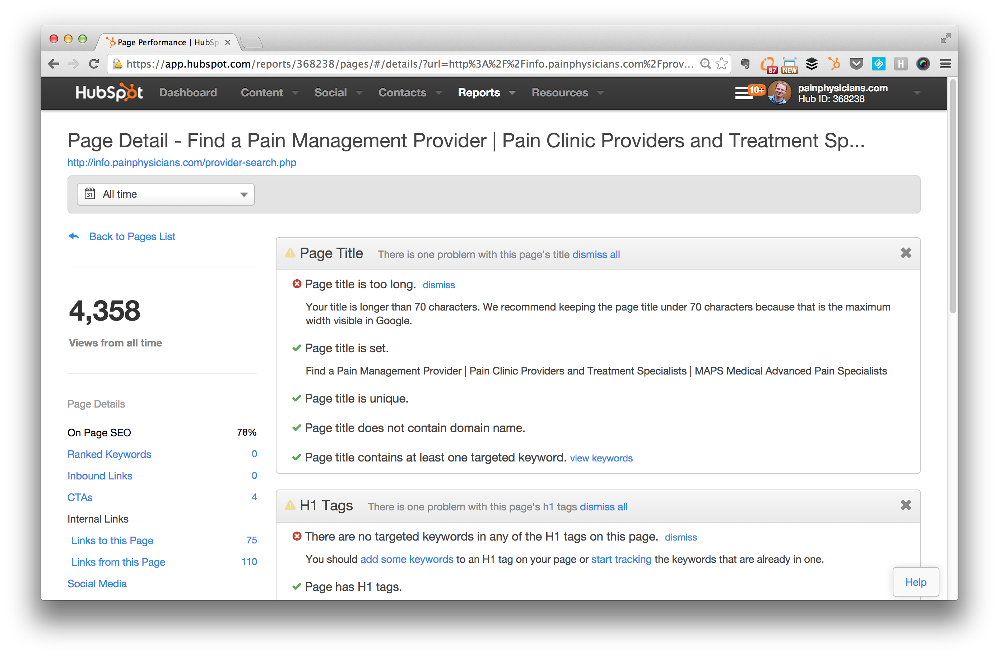 Page Performance | HubSp
https://app.hubspot.com/reports/368238/pages/#/details/?url=http%3A%2F%2Finfo.painphysicians.com%2Fprov...
87
NEW
H
HubSpot
Dashboard
Content
Social
Contacts
Reports
Resources
10+
painphysicians.com
Hub ID: 368238
Page Detail - Find a Pain Management Provider | Pain Clinic Providers and Treatment Sp...
http://info.painphysicians.com/provider-search.php
31
All time
Back to Pages List
4,358
Views from all time
Page Details
On Page SEO 78%
Ranked Keywords 0
Inbound Links 0
CTAs 4
Internal Links
Links to this Page 75
Links from this Page 110
Social Media
Page Title There is one problem with this page's title dismiss all
Page title is too long. dismiss
Your title is longer than 70 characters. We recommend keeping the page title under 70 characters because that is the maximum
width visible in Google.
Page title is set.
Find a Pain Management Provider | Pain Clinic Providers and Treatment Specialists | MAPS Medical Advanced Pain Specialists
Page title is unique.
Page title does not contain domain name.
Page title contains at least one targeted keyword. view keywords
H1 Tags There is one problem with this page's h1 tags dismiss all
There are no targeted keywords in any of the H1 tags on this page. dismiss
You should add some keywords to an H1 tag on your page or start tracking the keywords that are already in one.
Page has H1 tags.
Help